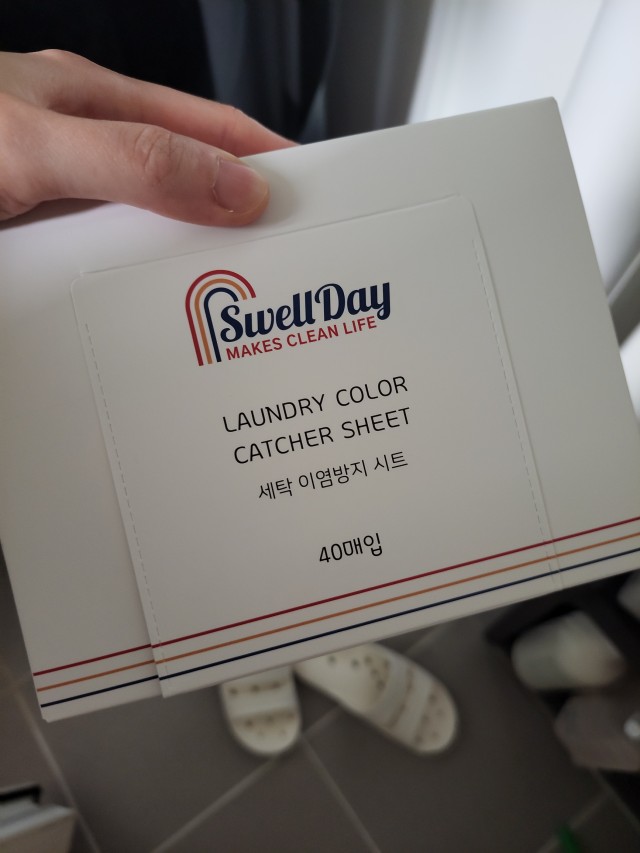 SwellDay
MAKES CLEAN LIFE
LAUNDRY COLOR
CATCHER SHEET
세탁 이염방지 시트
40매입